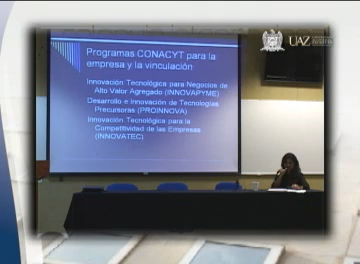 UAZ
Programas CONACYT para la
empresa y la vinculación
Innovación Tecnológica para Negocios de
Alto Valor Agregado (INNOVAPYME)
Desarrollo e Innovación de Tecnologías
Precursoras (PROINNOVA)
Innovación Tecnológica para la
Competitividad de las Empresas
(INNOVATEC)